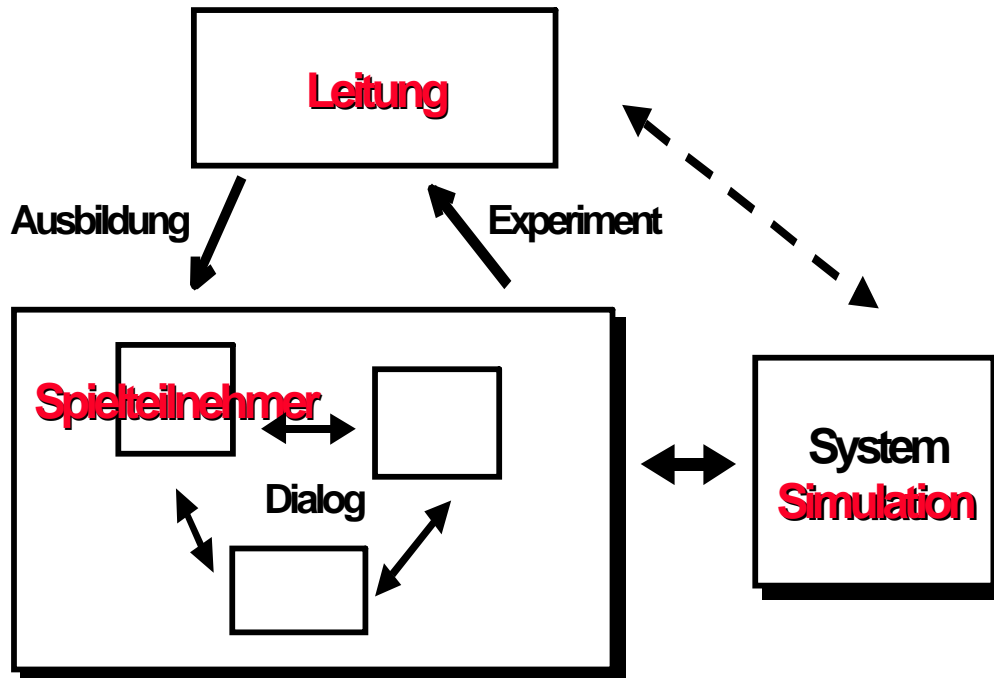 Leitung
Ausbildung
Experiment
Spielteilnehmer
Dialog
System
Simulation